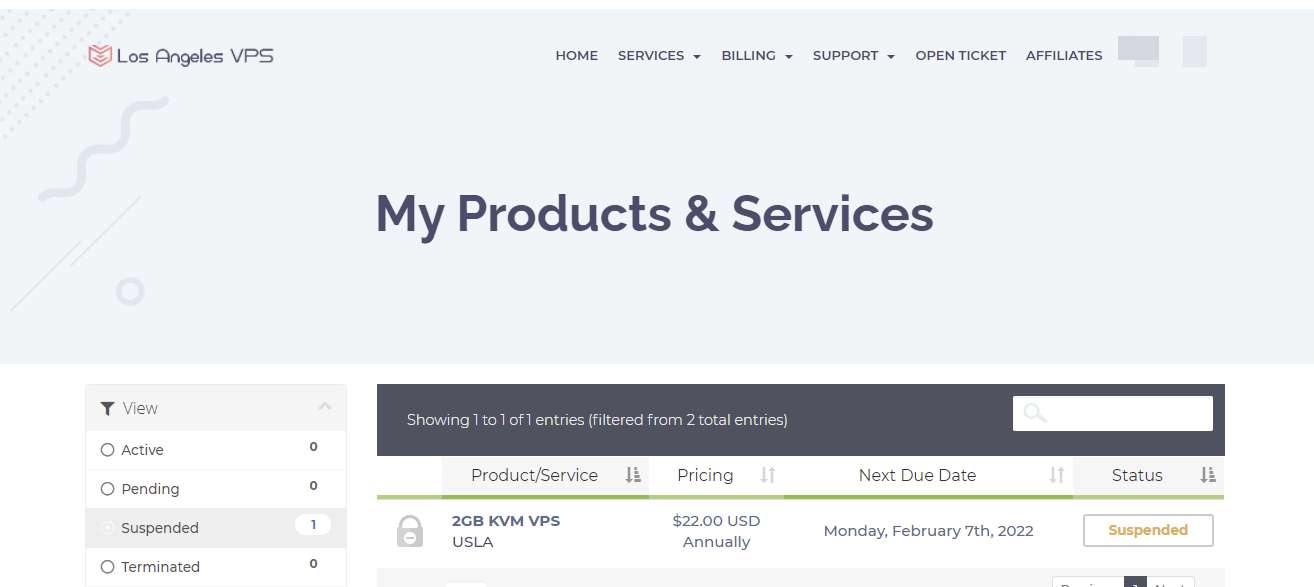 Los Angeles VPS
HOME SERVICES BILLING SUPPORT OPEN TICKET AFFILIATES
My Products & Services
View
Active 0
Pending 0
Suspended 1
Terminated 0
Showing 1 to 1 of 1 entries (filtered from 2 total entries)
Product/Service Pricing Next Due Date Status
2GB KVM VPS
USLA
$22.00 USD
Annually
Monday, February 7th, 2022
Suspended
1